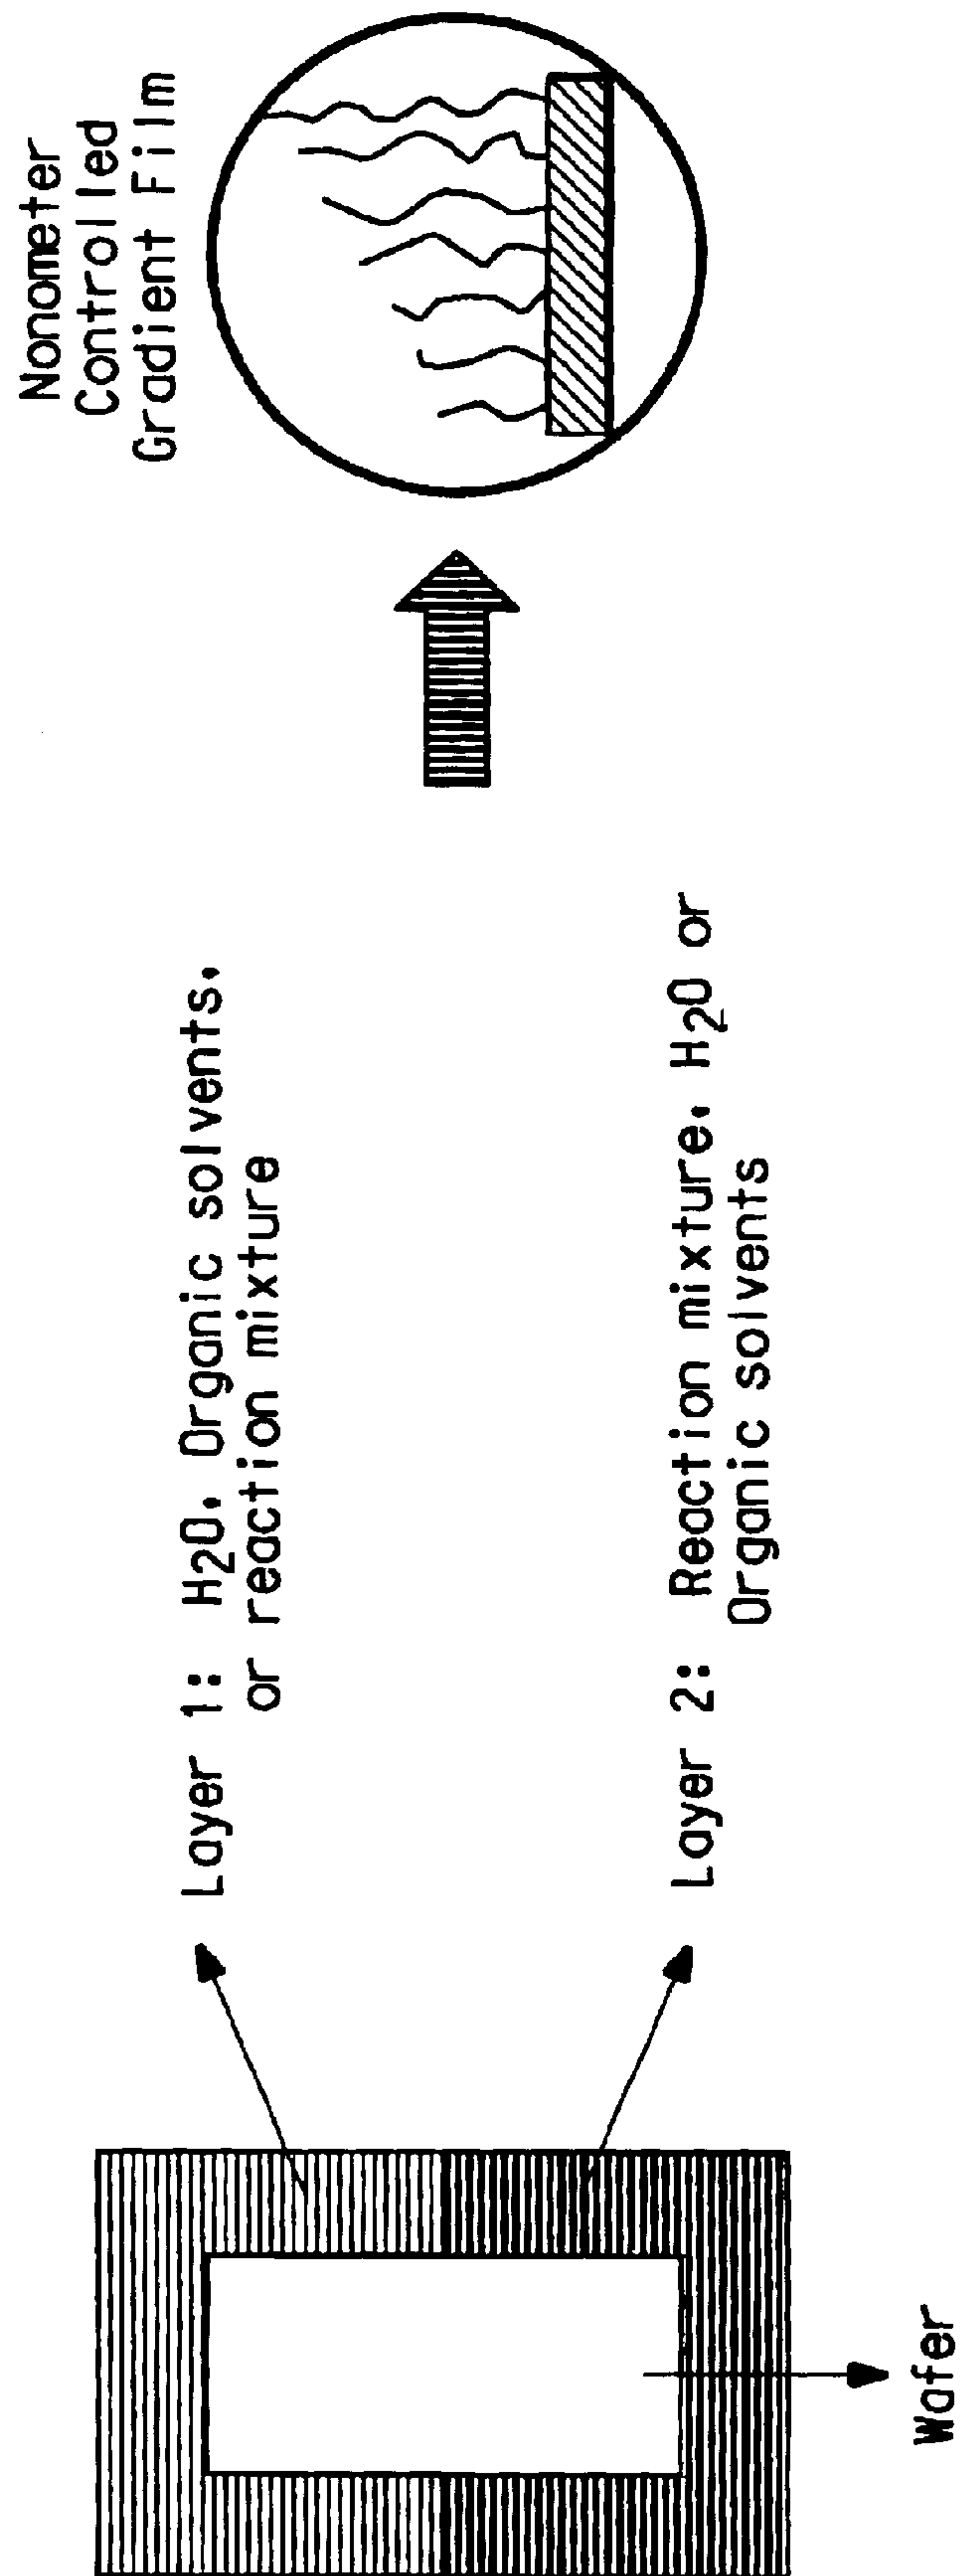 Nonometer
Controlled
Gradient Film
Layer 1: H2O, Organic solvents,
or reaction mixture
Layer 2: Reaction mixture, H2O or
Organic solvents
Wafer